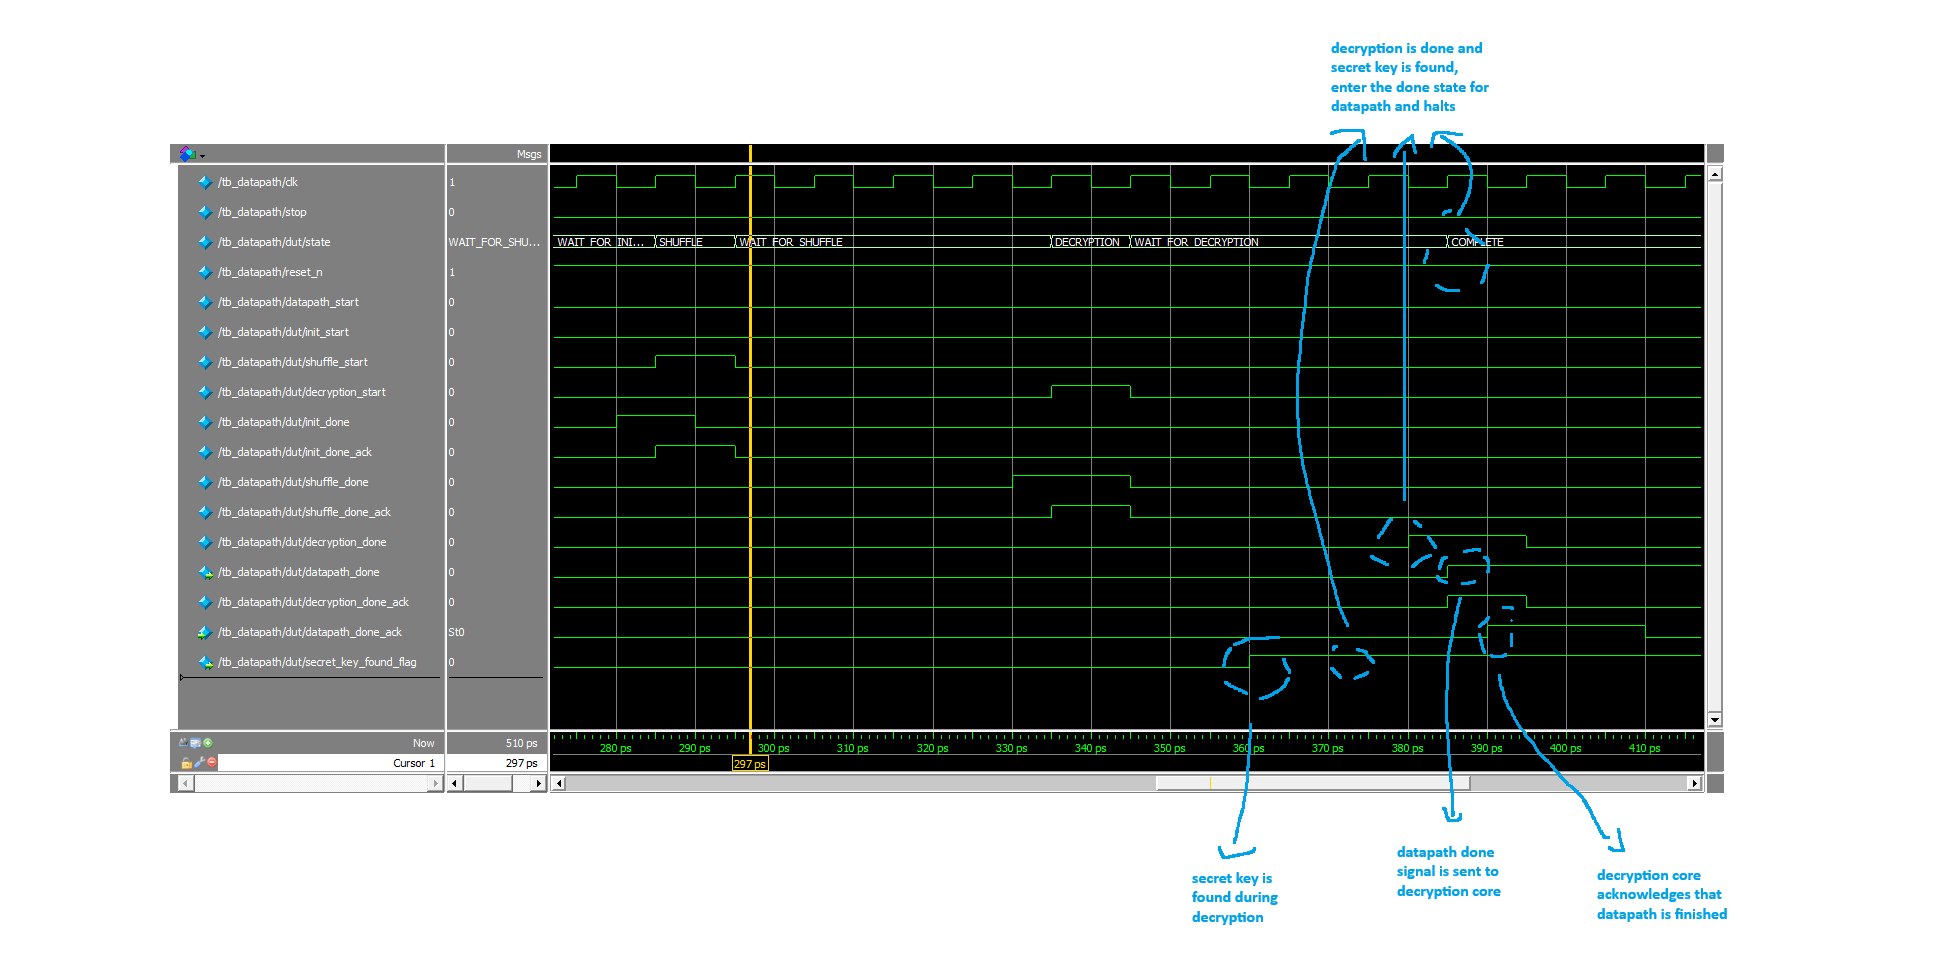 decryption is done and
secret key is found,
enter the done state for
datapath and halts
Msgs
/tb_datapath/clk 1
/tb_datapath/stop 0
/tb_datapath/dut/state WAIT_FOR_SHU... WAIT_FOR_INI... SHUFFLE WAIT_FOR_SHUFFLE DECRYPTION WAIT_FOR_DECRYPTION COMPLETE
/tb_datapath/reset_n 1
/tb_datapath/datapath_start 0
/tb_datapath/dut/init_start 0
/tb_datapath/dut/shuffle_start 0
/tb_datapath/dut/decryption_start 0
/tb_datapath/dut/init_done 0
/tb_datapath/dut/init_done_ack 0
/tb_datapath/dut/shuffle_done 0
/tb_datapath/dut/shuffle_done_ack 0
/tb_datapath/dut/decryption_done 0
/tb_datapath/dut/datapath_done 0
/tb_datapath/dut/decryption_done_ack 0
/tb_datapath/dut/datapath_done_ack St0
/tb_datapath/dut/secret_key_found_flag 0
Now 510 ps 280 ps 290 ps 300 ps 310 ps 320 ps 330 ps 340 ps 350 ps 360 ps 370 ps 380 ps 390 ps 400 ps 410 ps
Cursor 1 297 ps 297 ps
secret key is
found during
decryption
datapath done
signal is sent to
decryption core
decryption core
acknowledges that
datapath is finished